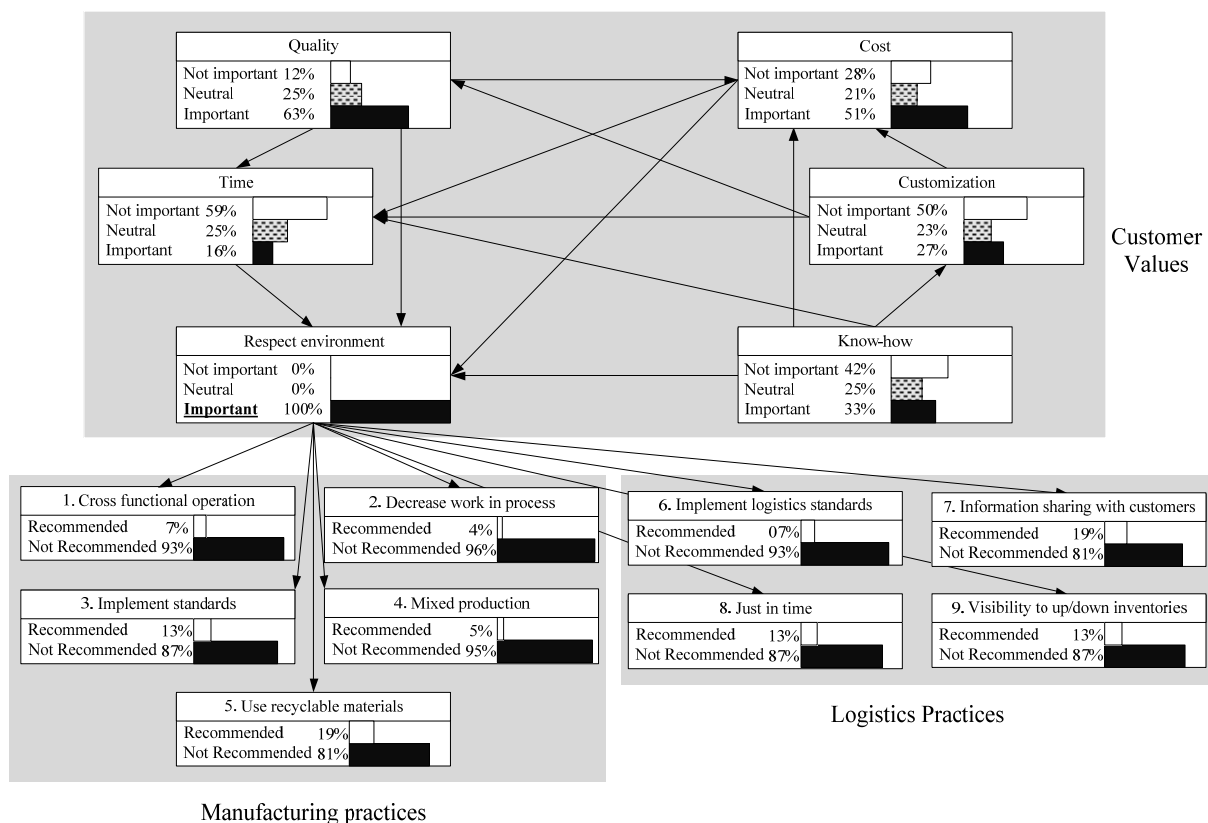 Quality
Not important 12%
Neutral 25%
Important 63%
Cost
Not important 28%
Neutral 21%
Important 51%
Time
Not important 59%
Neutral 25%
Important 16%
Customization
Not important 50%
Neutral 23%
Important 27%
Customer
Values
Respect environment
Not important 0%
Neutral 0%
Important 100%
Know-how
Not important 42%
Neutral 25%
Important 33%
1. Cross functional operation
Recommended 7%
Not Recommended 93%
2. Decrease work in process
Recommended 4%
Not Recommended 96%
3. Implement standards
Recommended 13%
Not Recommended 87%
4. Mixed production
Recommended 5%
Not Recommended 95%
5. Use recyclable materials
Recommended 19%
Not Recommended 81%
Manufacturing practices
6. Implement logistics standards
Recommended 07%
Not Recommended 93%
7. Information sharing with customers
Recommended 19%
Not Recommended 81%
8. Just in time
Recommended 13%
Not Recommended 87%
9. Visibility to up/down inventories
Recommended 13%
Not Recommended 87%
Logistics Practices